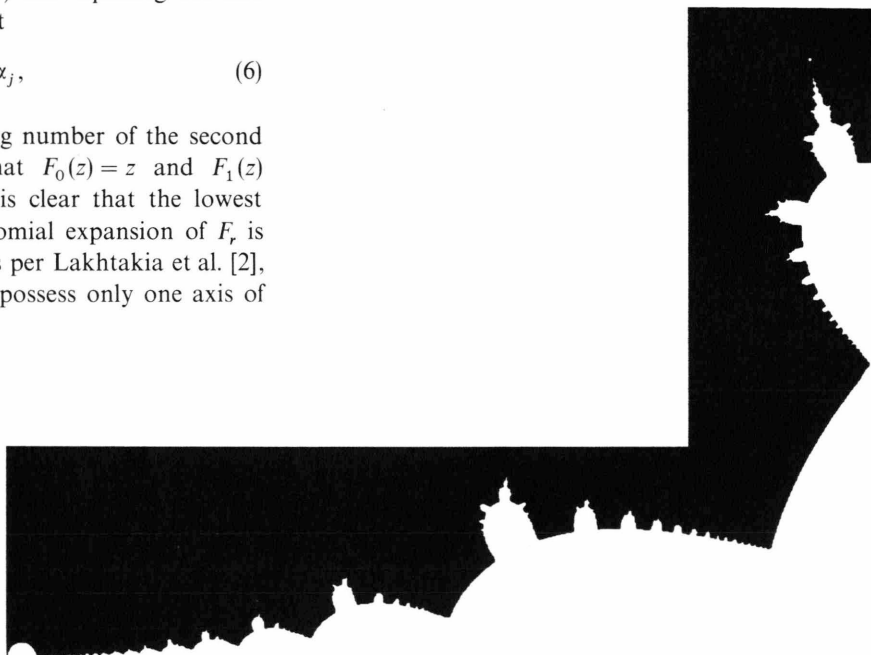 t
α_j, (6)
g number of the second
hat F_0(z) = z and F_1(z)
is clear that the lowest
omial expansion of F_r is
s per Lakhtakia et al. [2],
possess only one axis of